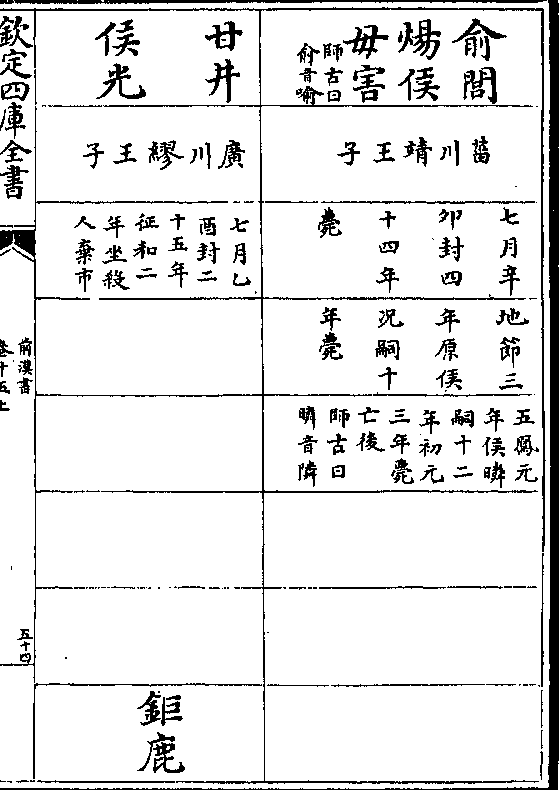 俞閭
煬侯
毋害
師古曰
俞音喻
菑川靖王子
七月辛
卯封四
十四年
薨
地節三
年原侯
況嗣十
年薨
五鳳元
年侯瞵
嗣十二
年初元
三年薨
亡後
師古曰
瞵音隣
甘井
侯光
廣川繆王子
七月乙
酉封二
十五年
征和二
年坐殺
人棄市
鉅鹿
欽定四庫全書
前漢書
卷十五上
五十四